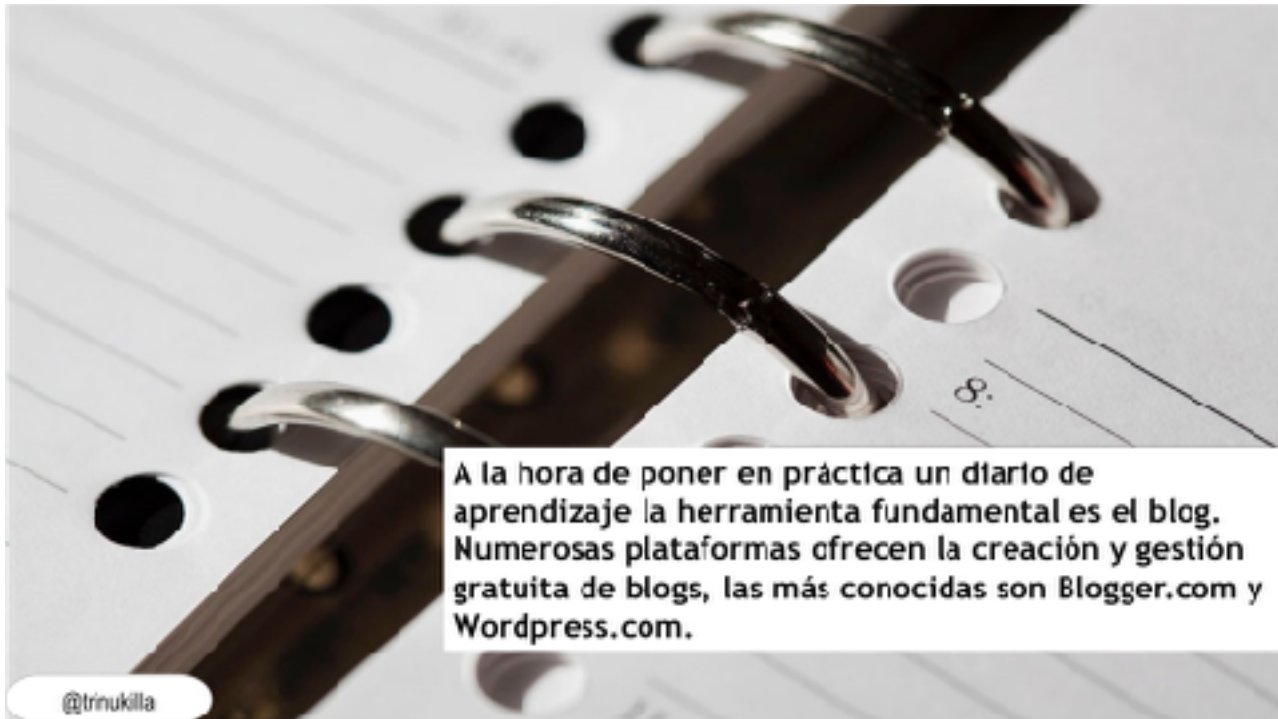 8:
A la hora de poner en práctica un diario de
aprendizaje la herramienta fundamental es el blog.
Numerosas plataformas ofrecen la creación y gestión
gratuita de blogs, las más conocidas son Blogger.com y
Wordpress.com.
@trinukilla